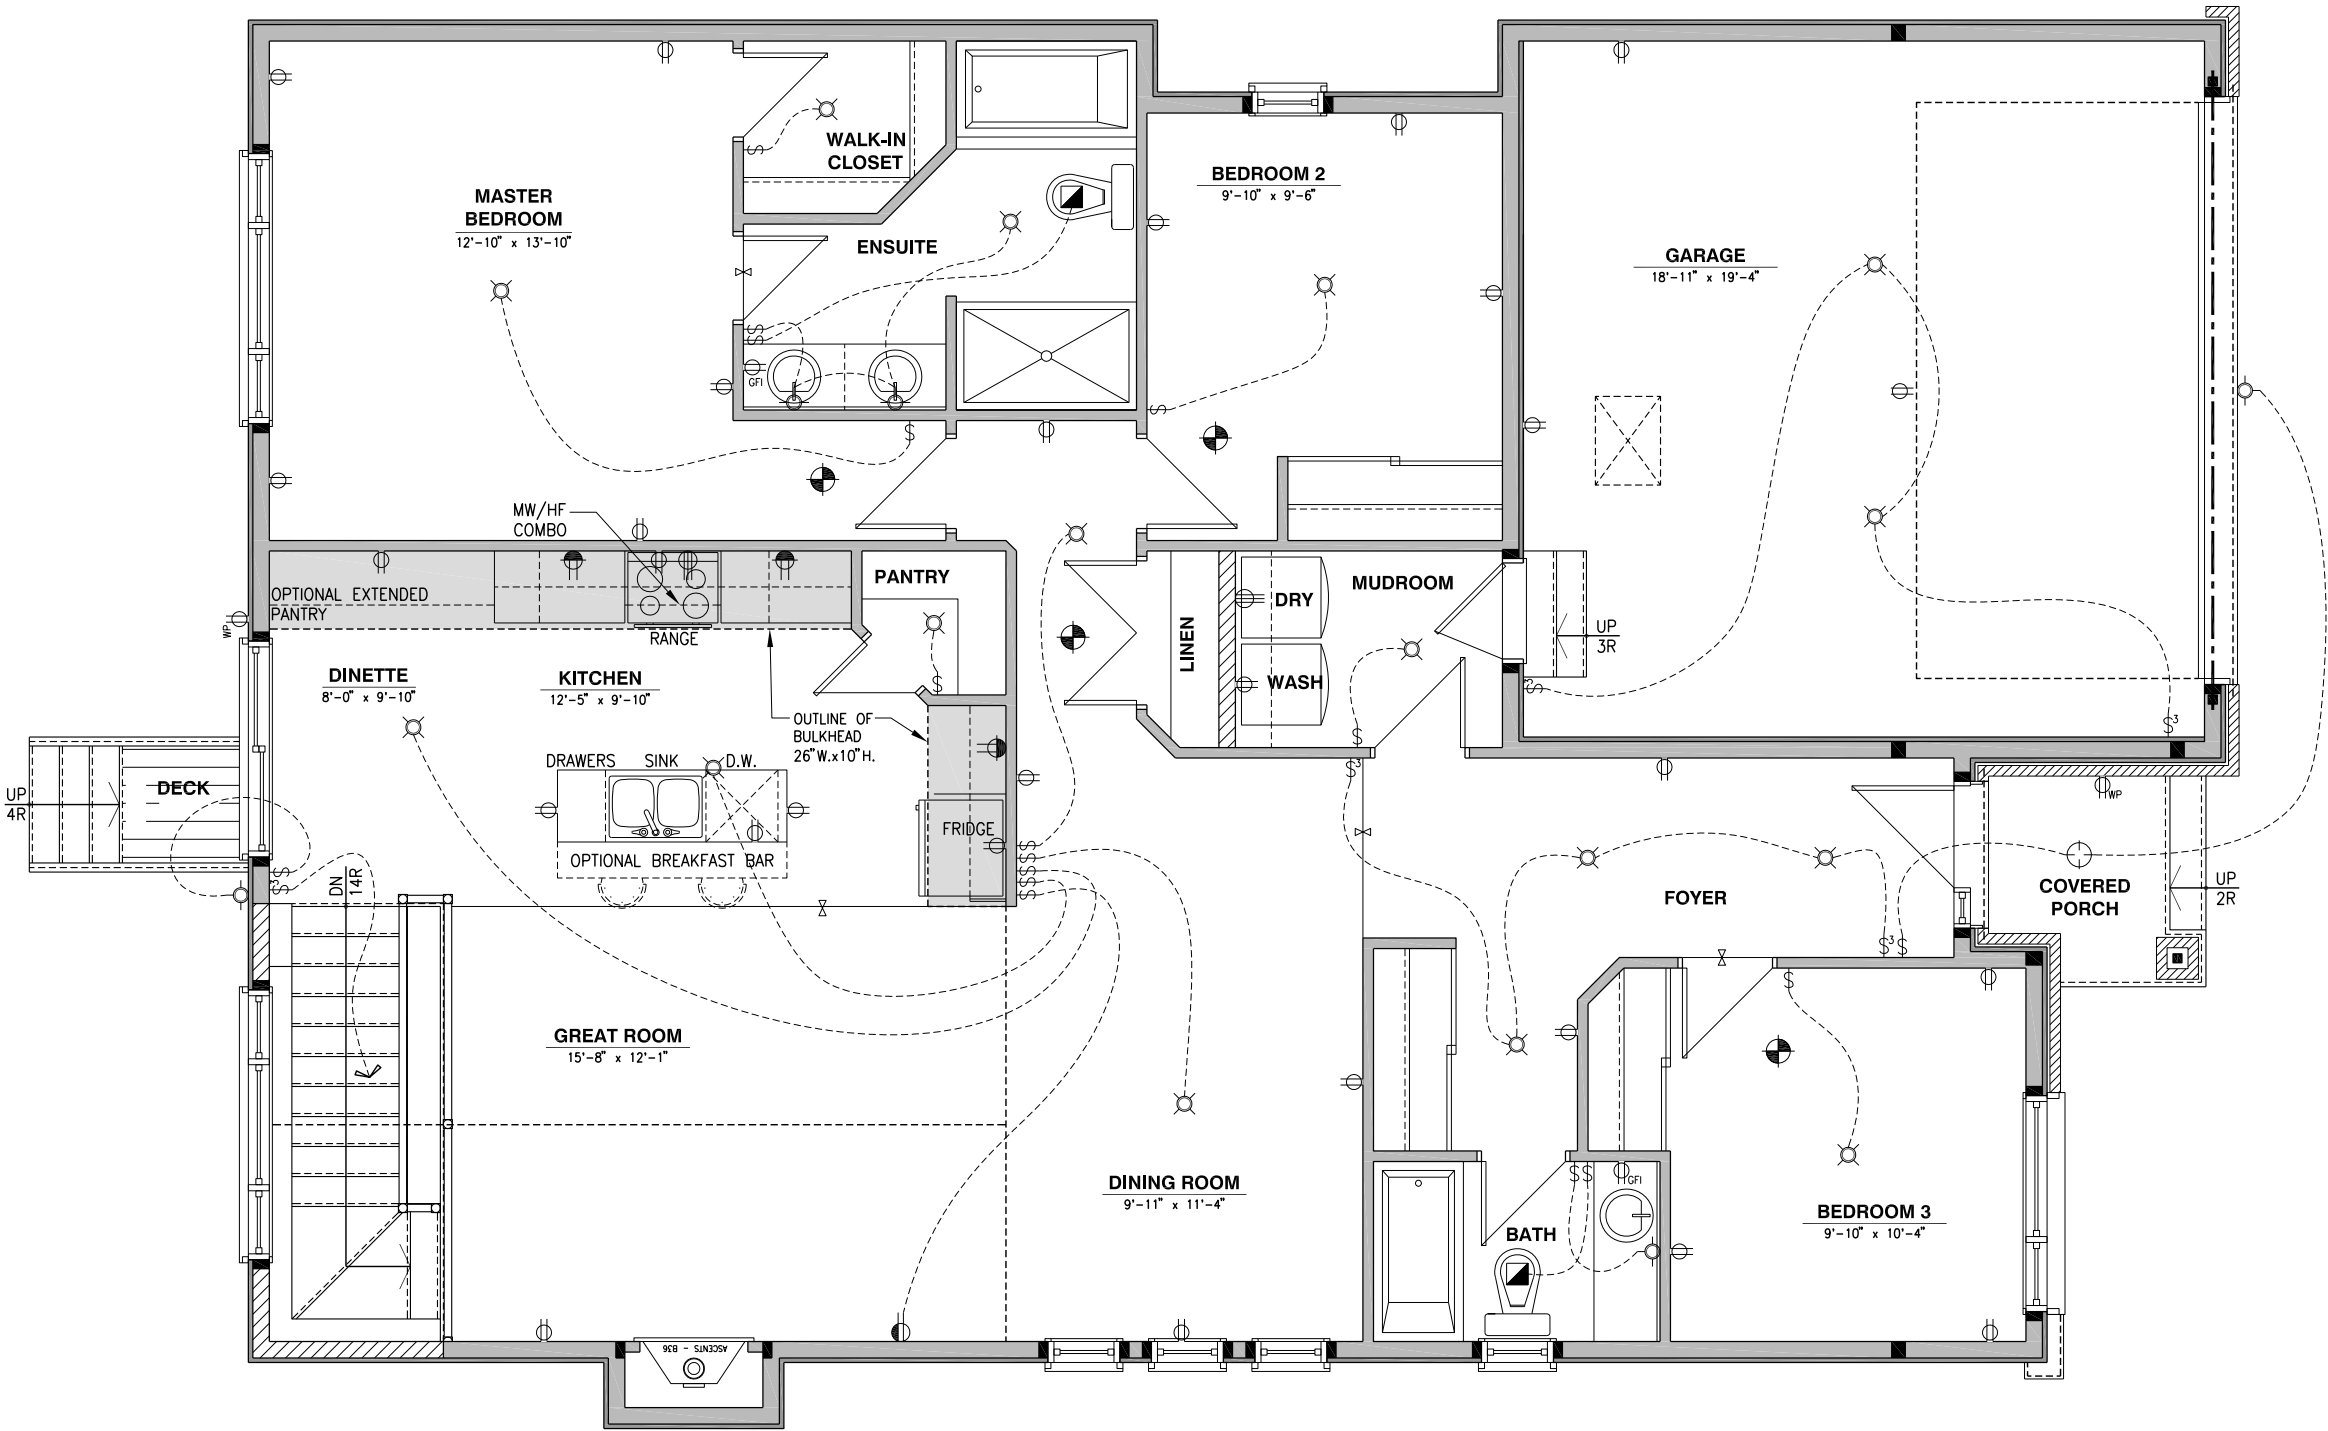 WALK-IN
CLOSET
MASTER
BEDROOM
12'-10" x 13'-10"
BEDROOM 2
9'-10" x 9'-6"
ENSUITE
GARAGE
18'-11" x 19'-4"
GFI
MW/HF
COMBO
OPTIONAL EXTENDED
PANTRY
RANGE
PANTRY
LINEN
DRY
WASH
MUDROOM
UP
3R
WP
DINETTE
8'-0" x 9'-10"
KITCHEN
12'-5" x 9'-10"
OUTLINE OF
BULKHEAD
26"W.x10"H.
DRAWERS
SINK
D.W.
FRIDGE
OPTIONAL BREAKFAST BAR
DECK
UP
4R
DN
14R
$
$3
WP
FOYER
COVERED
PORCH
UP
2R
GREAT ROOM
15'-8" x 12'-1"
DINING ROOM
9'-11" x 11'-4"
GFI
BATH
BEDROOM 3
9'-10" x 10'-4"
ASCENTS - B36